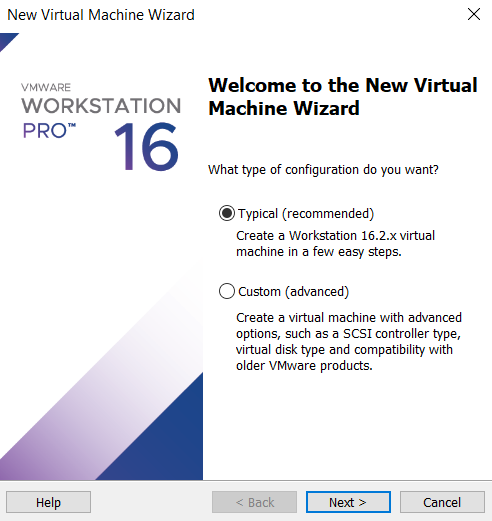 New Virtual Machine Wizard
VMWARE
WORKSTATION
PRO™ 16
Welcome to the New Virtual
Machine Wizard
What type of configuration do you want?
Typical (recommended)
Create a Workstation 16.2.x virtual
machine in a few easy steps.
Custom (advanced)
Create a virtual machine with advanced
options, such as a SCSI controller type,
virtual disk type and compatibility with
older VMware products.
Help < Back Next > Cancel